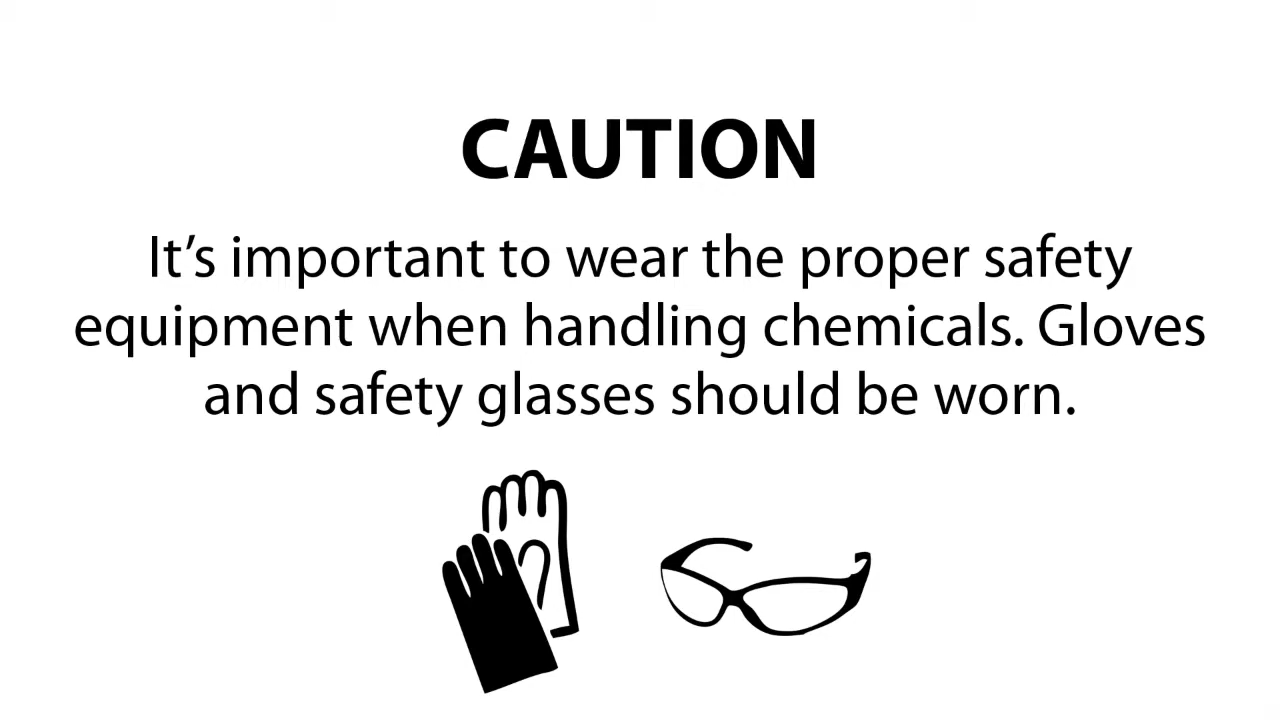 CAUTION
It’s important to wear the proper safety
equipment when handling chemicals. Gloves
and safety glasses should be worn.